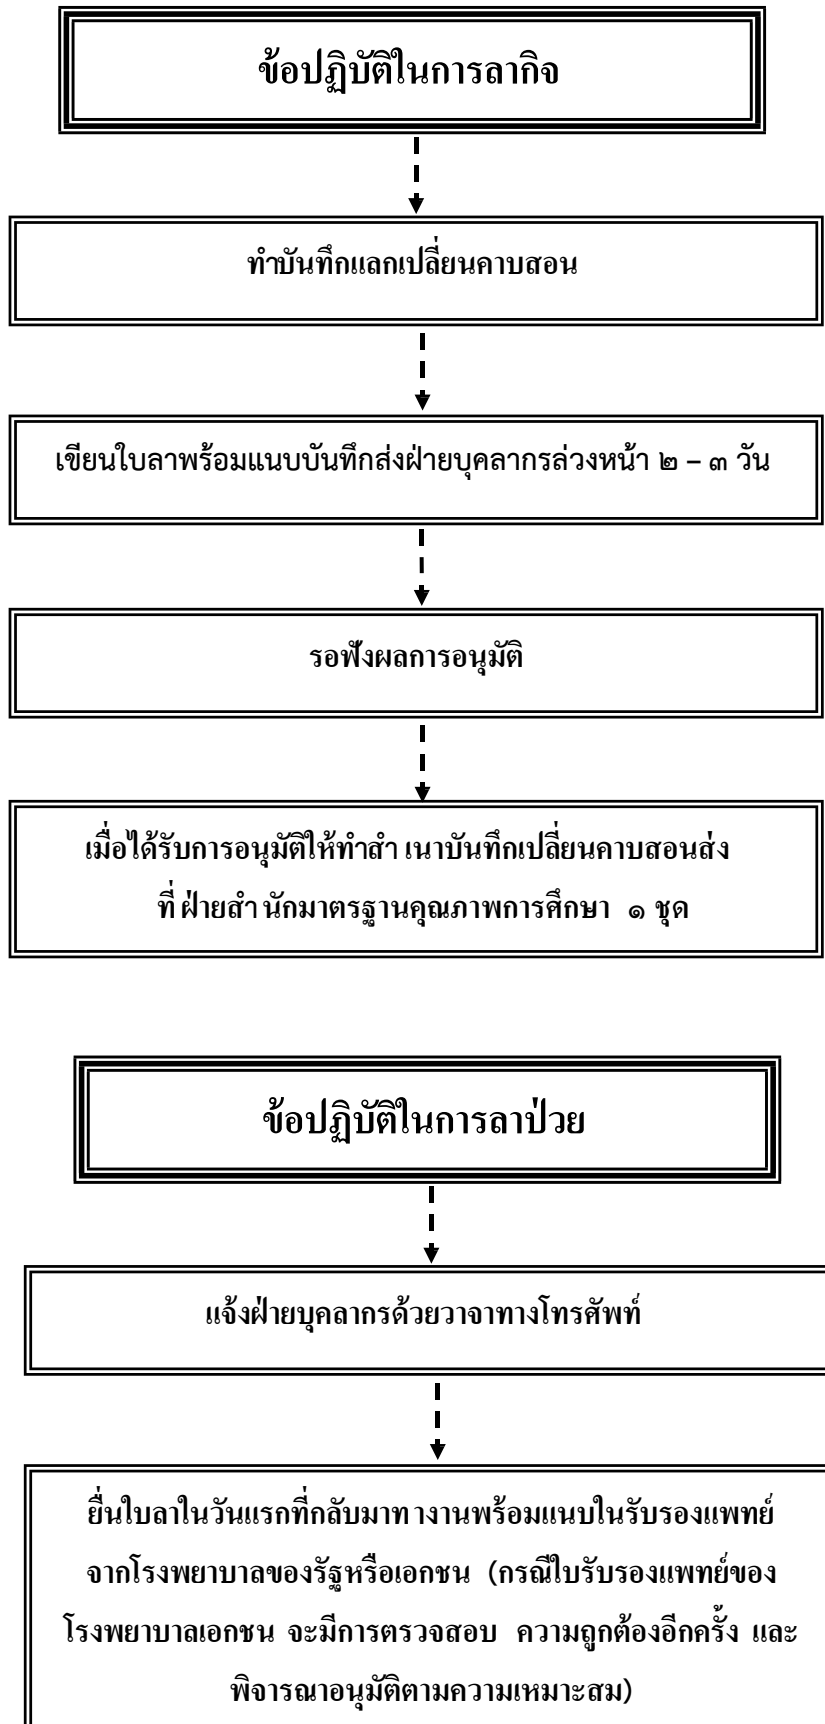 ข้อปฏิบัติในการลากิจ
ทำบันทึกแลกเปลี่ยนคาบสอน
เขียนใบลาพร้อมแนบบันทึกส่งฝ่ายบุคลากรล่วงหน้า ๒ – ๓ วัน
รอฟังผลการอนุมัติ
เมื่อได้รับการอนุมัติให้ทำสำ เนาบันทึกเปลี่ยนคาบสอนส่ง
ที่ ฝ่ายสำ นักมาตรฐานคุณภาพการศึกษา ๑ ชุด
ข้อปฏิบัติในการลาป่วย
แจ้งฝ่ายบุคลากรด้วยวาจาทางโทรศัพท์
ยื่นใบลาในวันแรกที่กลับมาท างานพร้อมแนบในรับรองแพทย์
จากโรงพยาบาลของรัฐหรือเอกชน (กรณีใบรับรองแพทย์ของ
โรงพยาบาลเอกชน จะมีการตรวจสอบ ความถูกต้องอีกครั้ง และ
พิจารณาอนุมัติตามความเหมาะสม)